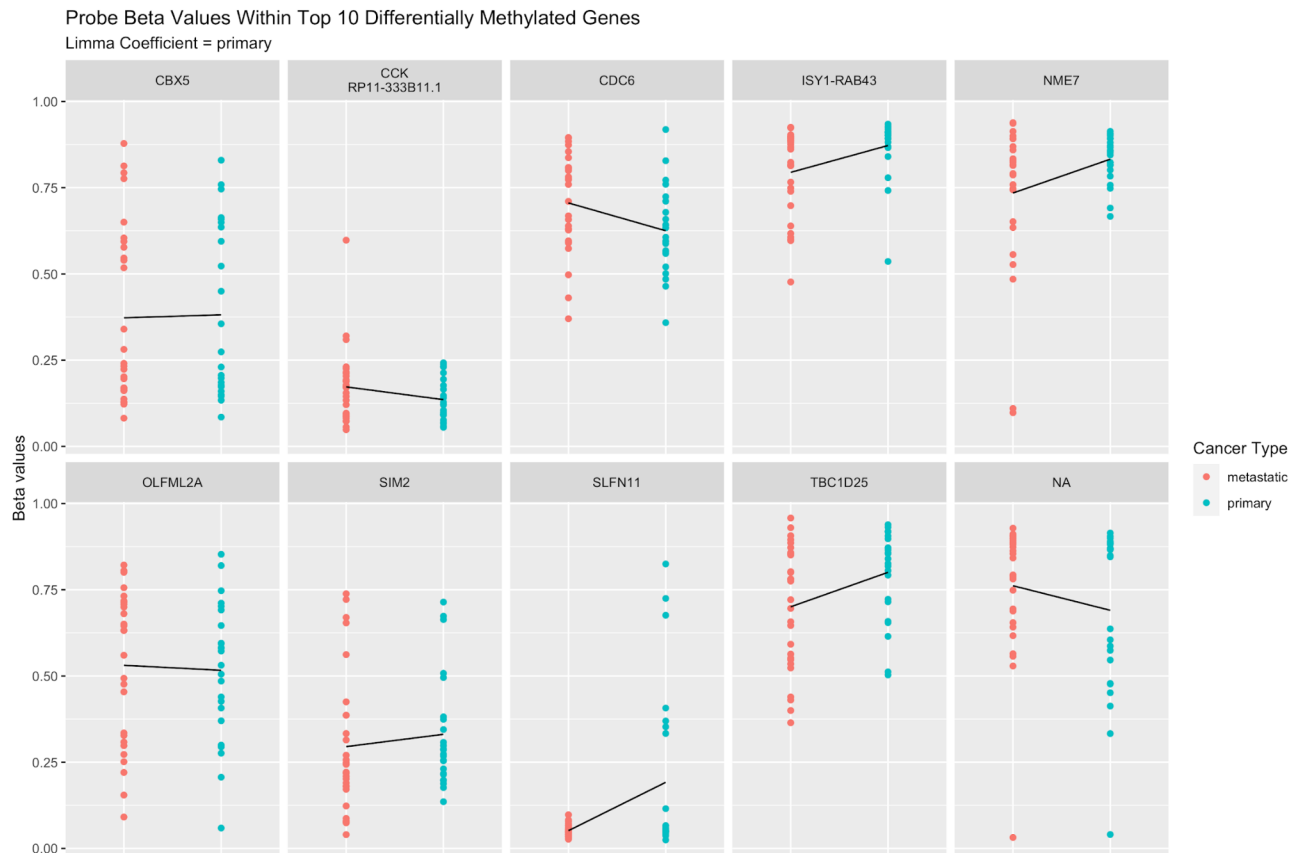 Probe Beta Values Within Top 10 Differentially Methylated Genes
Limma Coefficient = primary
CBX5
CCK
RP11-333B11.1
CDC6
ISY1-RAB43
NME7
1.00
0.75
0.50
0.25
0.00
Beta values
OLFML2A
SIM2
SLFN11
TBC1D25
NA
1.00
0.75
0.50
0.25
0.00
Cancer Type
metastatic
primary